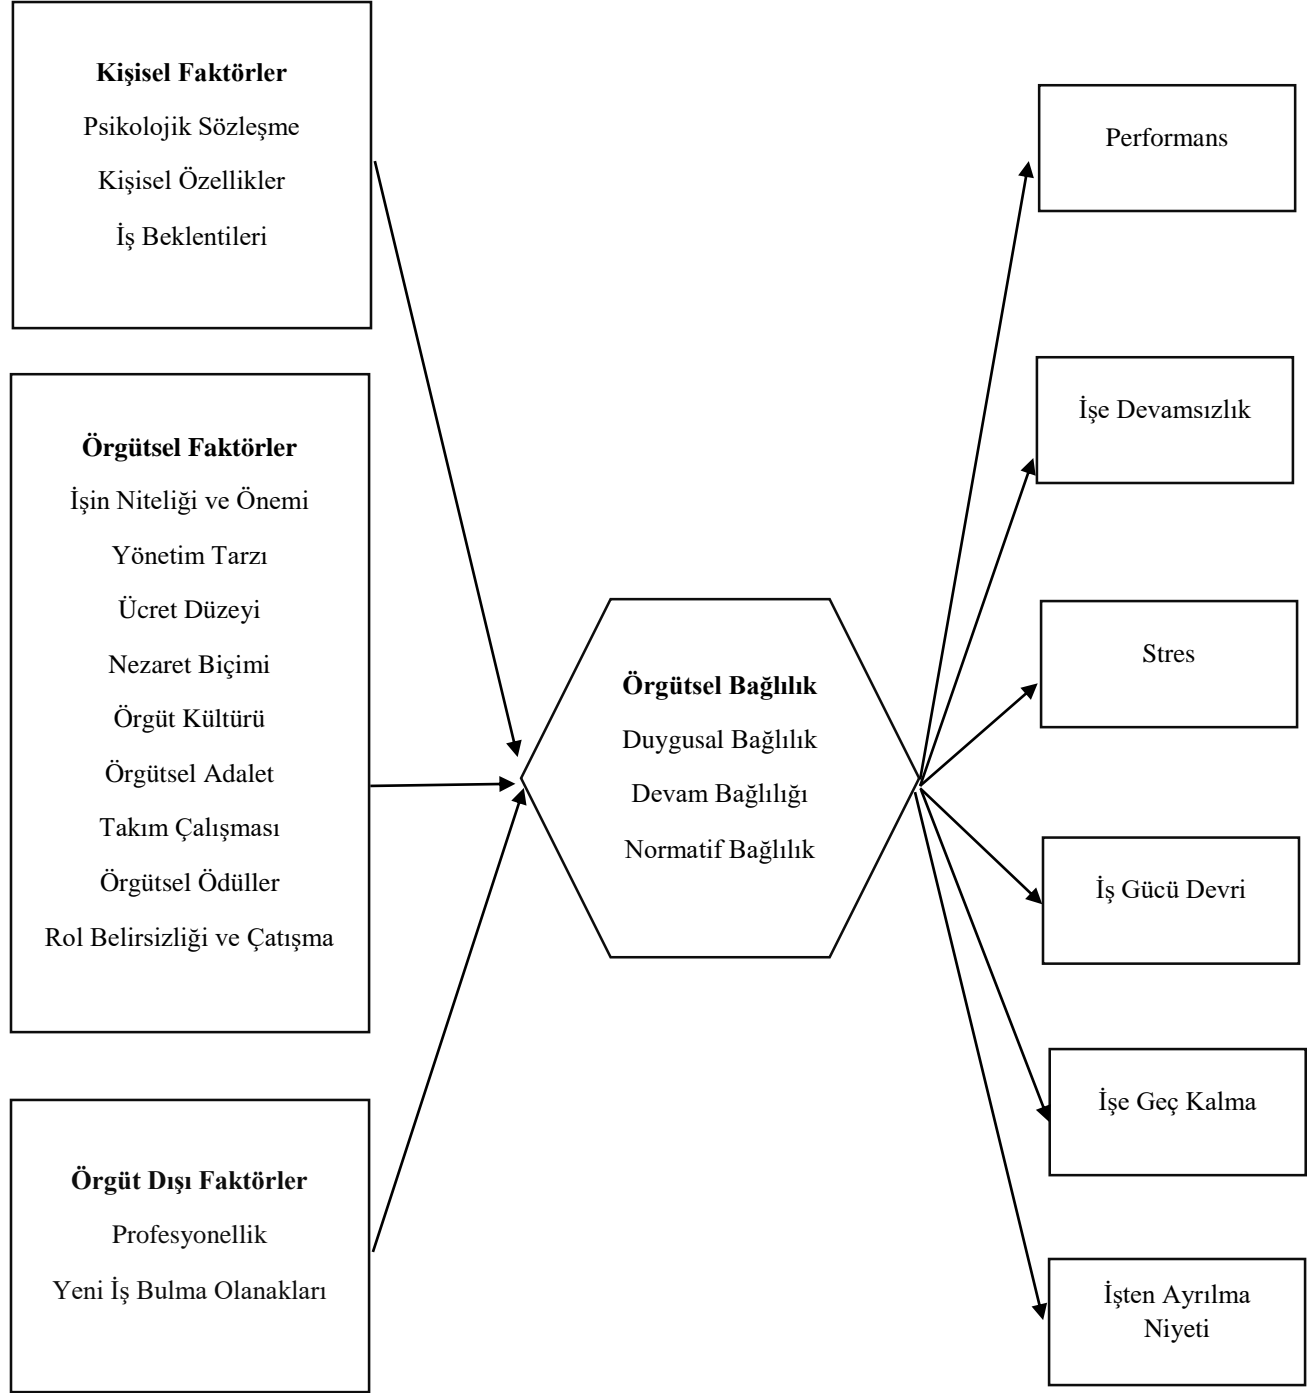 Kişisel Faktörler
Psikolojik Sözleşme
Kişisel Özellikler
İş Beklentileri
Örgütsel Faktörler
İşin Niteliği ve Önemi
Yönetim Tarzı
Ücret Düzeyi
Nezaret Biçimi
Örgüt Kültürü
Örgütsel Adalet
Takım Çalışması
Örgütsel Ödüller
Rol Belirsizliği ve Çatışma
Örgüt Dışı Faktörler
Profesyonellik
Yeni İş Bulma Olanakları
Örgütsel Bağlılık
Duygusal Bağlılık
Devam Bağlılığı
Normatif Bağlılık
Performans
İşe Devamsızlık
Stres
İş Gücü Devri
İşe Geç Kalma
İşten Ayrılma
Niyeti